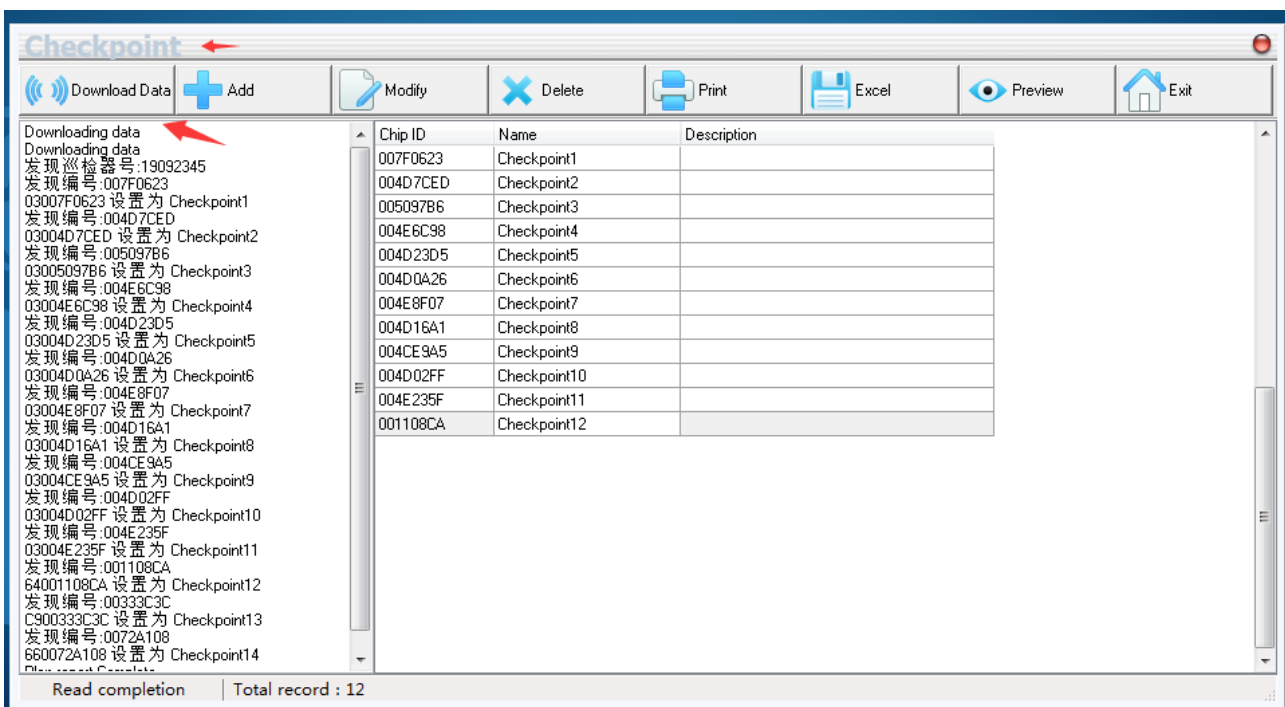 Checkpoint
Download Data Add Modify Delete Print Excel Preview Exit
Downloading data
Downloading data
发现巡检器号:19092345
发现编号:007F0623
03007F0623 设置为 Checkpoint1
发现编号:004D7CED
03004D7CED 设置为 Checkpoint2
发现编号:005097B6
03005097B6 设置为 Checkpoint3
发现编号:004E6C98
03004E6C98 设置为 Checkpoint4
发现编号:004D23D5
03004D23D5 设置为 Checkpoint5
发现编号:004D0A26
03004D0A26 设置为 Checkpoint6
发现编号:004E8F07
03004E8F07 设置为 Checkpoint7
发现编号:004D16A1
03004D16A1 设置为 Checkpoint8
发现编号:004CE9A5
03004CE9A5 设置为 Checkpoint9
发现编号:004D02FF
03004D02FF 设置为 Checkpoint10
发现编号:004E235F
03004E235F 设置为 Checkpoint11
发现编号:001108CA
64001108CA 设置为 Checkpoint12
发现编号:00333C3C
C900333C3C 设置为 Checkpoint13
发现编号:0072A108
660072A108 设置为 Checkpoint14
Chip ID Name Description
007F0623 Checkpoint1
004D7CED Checkpoint2
005097B6 Checkpoint3
004E6C98 Checkpoint4
004D23D5 Checkpoint5
004D0A26 Checkpoint6
004E8F07 Checkpoint7
004D16A1 Checkpoint8
004CE9A5 Checkpoint9
004D02FF Checkpoint10
004E235F Checkpoint11
001108CA Checkpoint12
Read completion Total record : 12